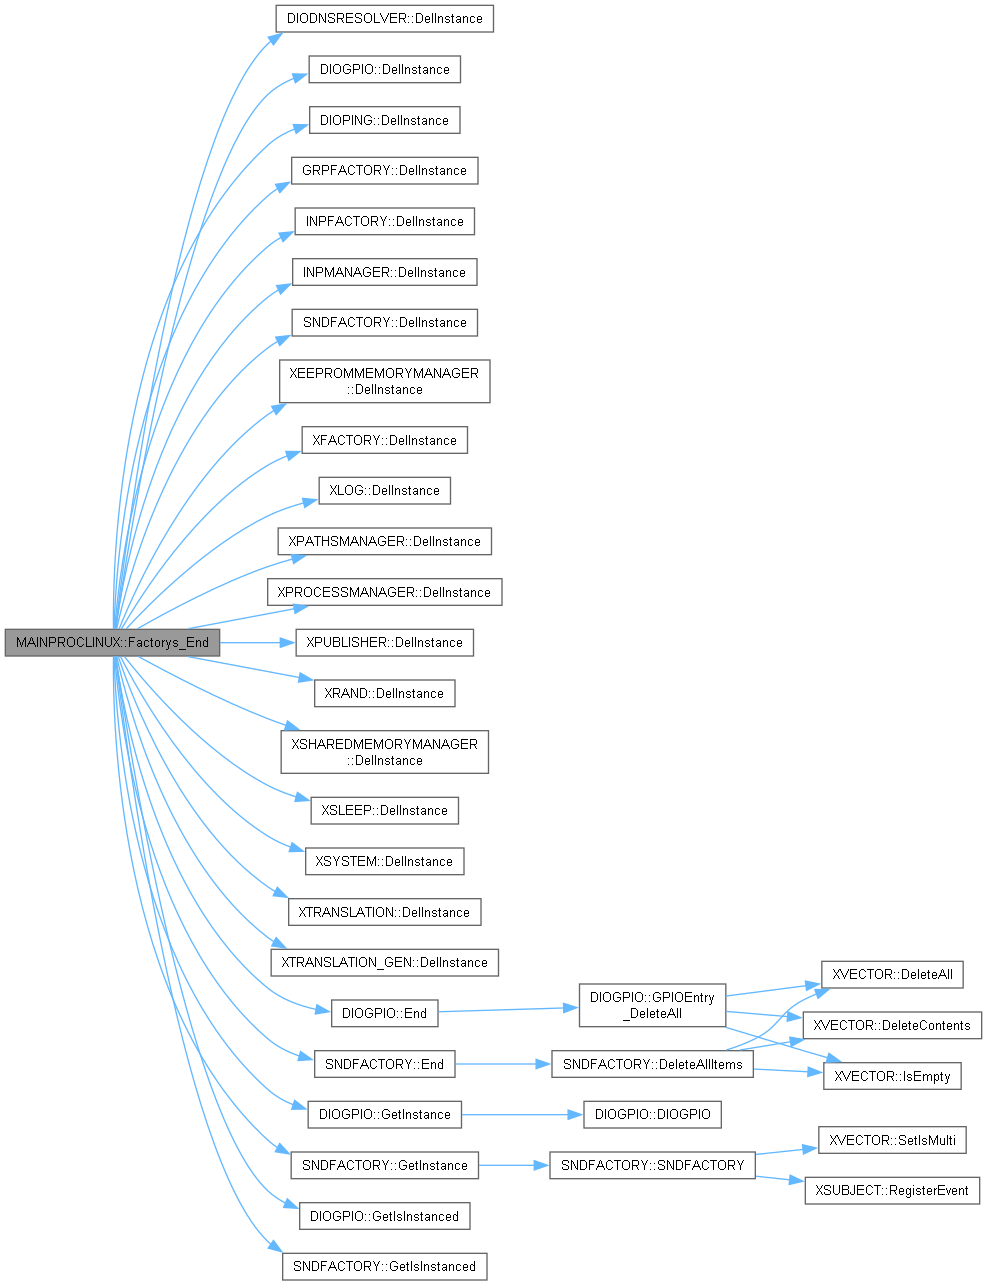 DIODNSRESOLVER::DelInstance
DIOGPIO::DelInstance
DIOPING::DelInstance
GRPFACTORY::DelInstance
INPFACTORY::DelInstance
INPMANAGER::DelInstance
SNDFACTORY::DelInstance
XEEPROMMEMORYMANAGER
::DelInstance
XFACTORY::DelInstance
XLOG::DelInstance
XPATHSMANAGER::DelInstance
XPROCESSMANAGER::DelInstance
MAINPROCLINUX::Factorys_End
XPUBLISHER::DelInstance
XRAND::DelInstance
XSHAREDMEMORYMANAGER
::DelInstance
XSLEEP::DelInstance
XSYSTEM::DelInstance
XTRANSLATION::DelInstance
XTRANSLATION_GEN::DelInstance
DIOGPIO::End
DIOGPIO::GPIOEntry
_DeleteAll
XVECTOR::DeleteAll
XVECTOR::DeleteContents
XVECTOR::IsEmpty
SNDFACTORY::End
SNDFACTORY::DeleteAllItems
DIOGPIO::GetInstance
DIOGPIO::DIOGPIO
SNDFACTORY::GetInstance
SNDFACTORY::SNDFACTORY
XVECTOR::SetIsMulti
XSUBJECT::RegisterEvent
DIOGPIO::GetIsInstanced
SNDFACTORY::GetIsInstanced